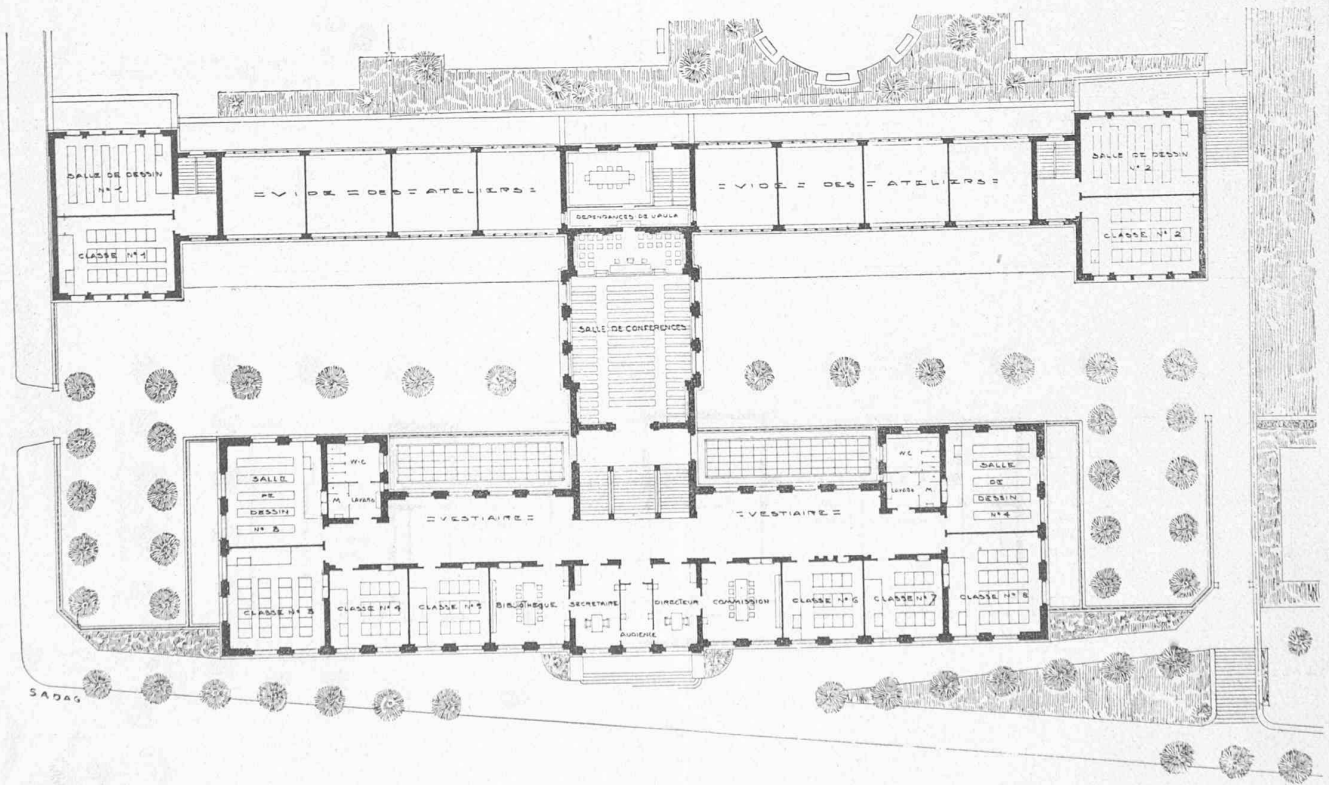 SALLE DE DESSIN
N° 1
CLASSE N° 1
= VIDE = DES = ATELIERS =
DEPENDANCES DE L'AULA
= VIDE = DES = ATELIERS =
SALLE DE DESSIN
N° 2
CLASSE N° 2
SALLE DE CONFERENCES
SALLE
DE
DESSIN
N° 3
W-C
M
LAVABO
= VESTIAIRE =
= VESTIAIRE =
W.C
LAVABO
M
SALLE
DE
DESSIN
N° 4
CLASSE N° 3
CLASSE N° 4
CLASSE N° 5
BIBLIOTHEQUE
SECRETAIRE
AUDIENCE
DIRECTEUR
COMMISSION
CLASSE N° 6
CLASSE N° 7
CLASSE N° 8
SADAG